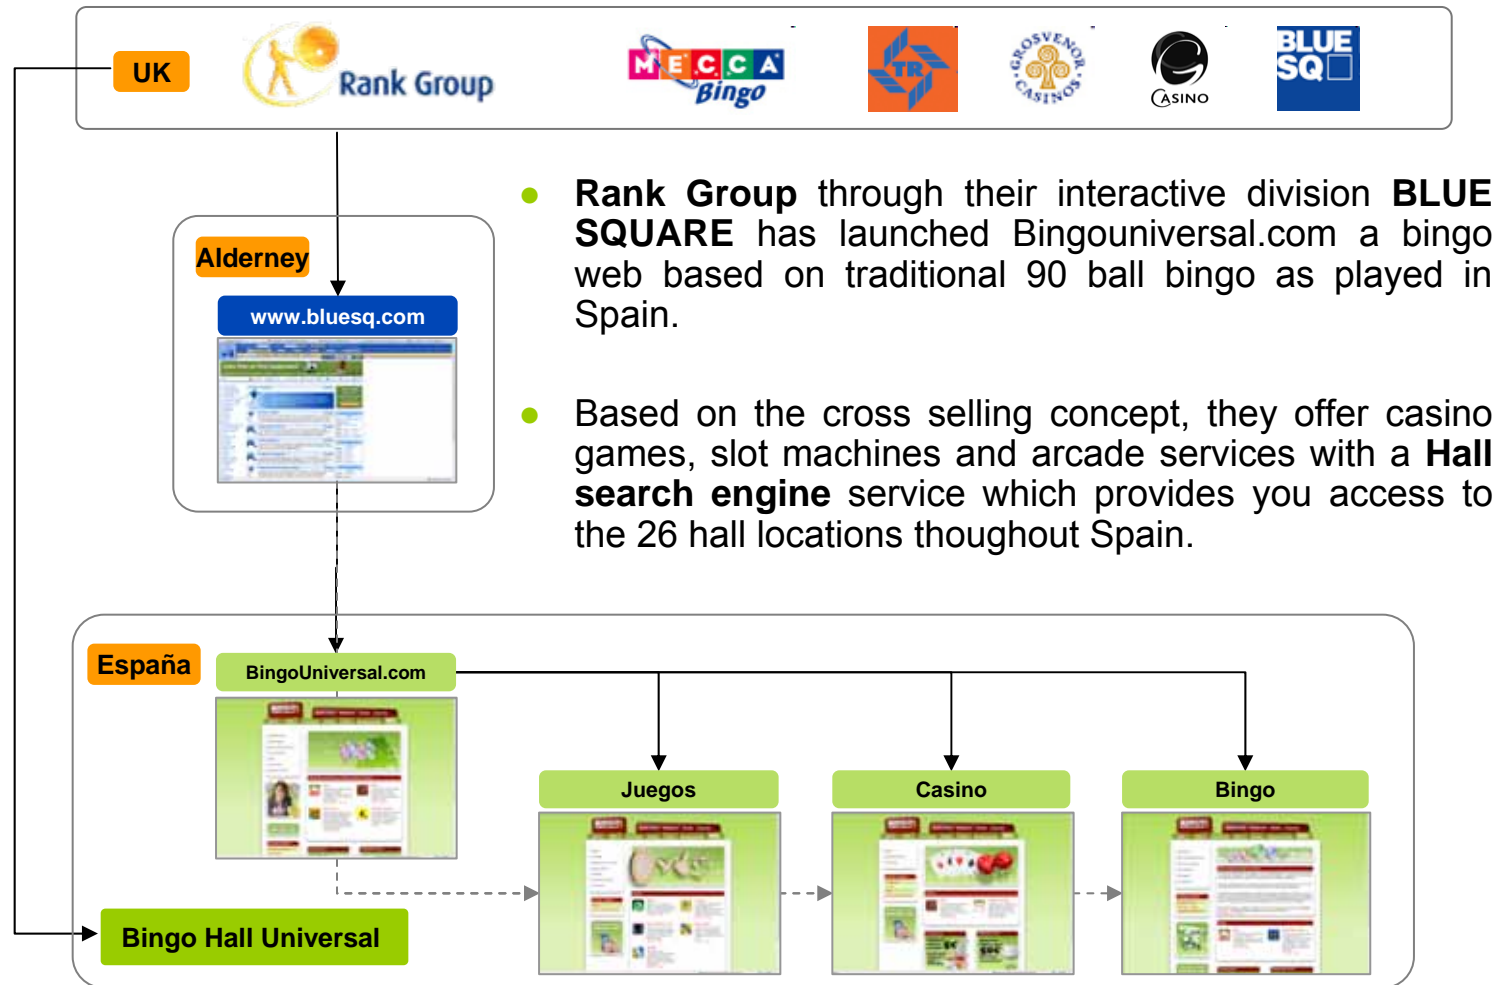 UK
Rank Group
MECCA
Bingo
TR
GROSVENOR
CASINOS
G
CASINO
BLUE
SQ
Rank Group through their interactive division BLUE
SQUARE has launched Bingouniversal.com a bingo
web based on traditional 90 ball bingo as played in
Spain.
Alderney
www.bluesq.com
Based on the cross selling concept, they offer casino
games, slot machines and arcade services with a Hall
search engine service which provides you access to
the 26 hall locations thoughout Spain.
España
BingoUniversal.com
Juegos
Casino
Bingo
Bingo Hall Universal